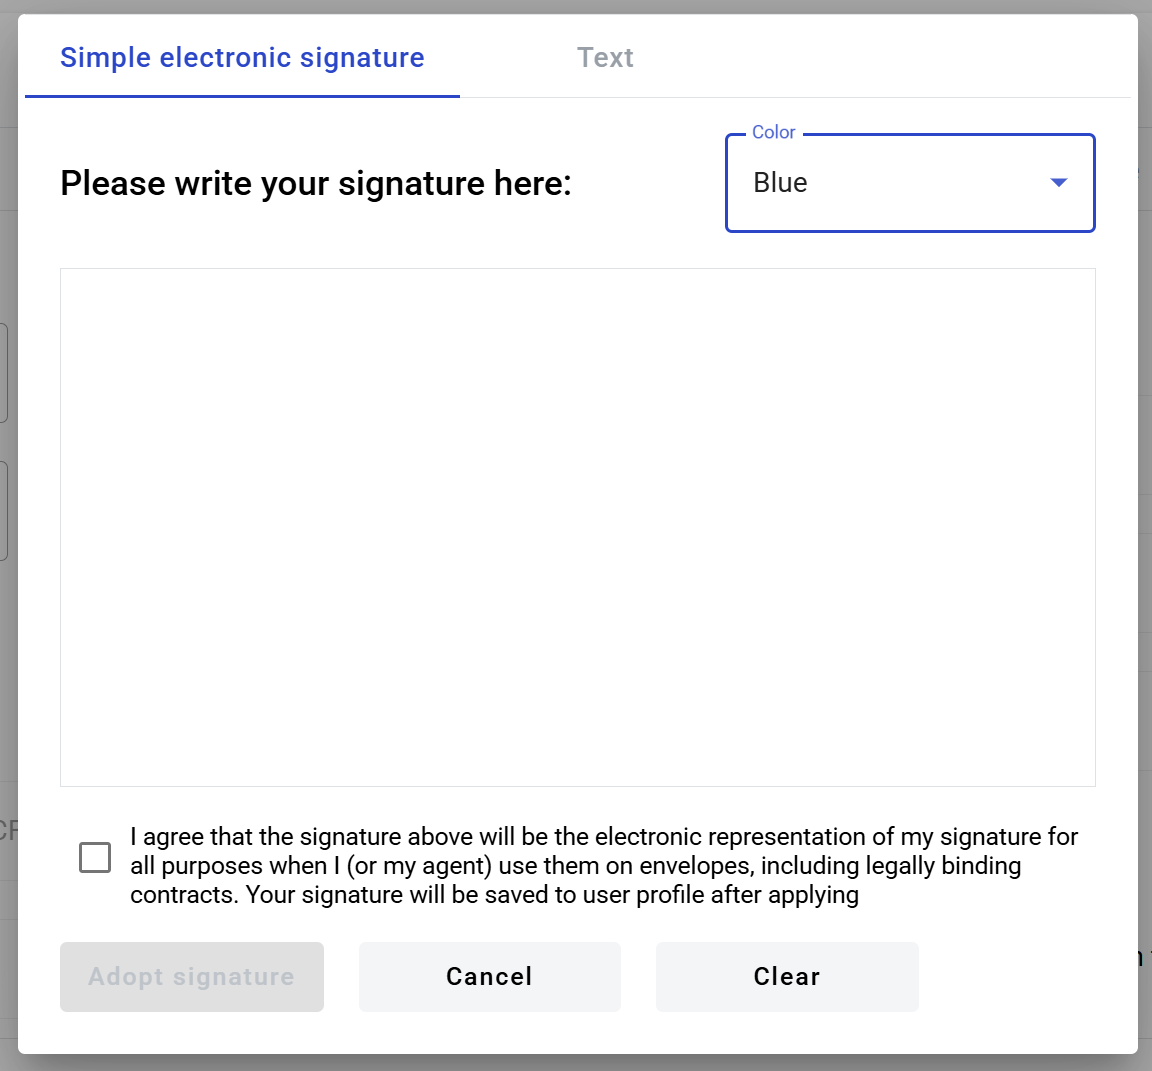 Simple electronic signature
Text
Color
Please write your signature here:
Blue
I agree that the signature above will be the electronic representation of my signature for
all purposes when I (or my agent) use them on envelopes, including legally binding
contracts. Your signature will be saved to user profile after applying
Adopt signature
Cancel
Clear